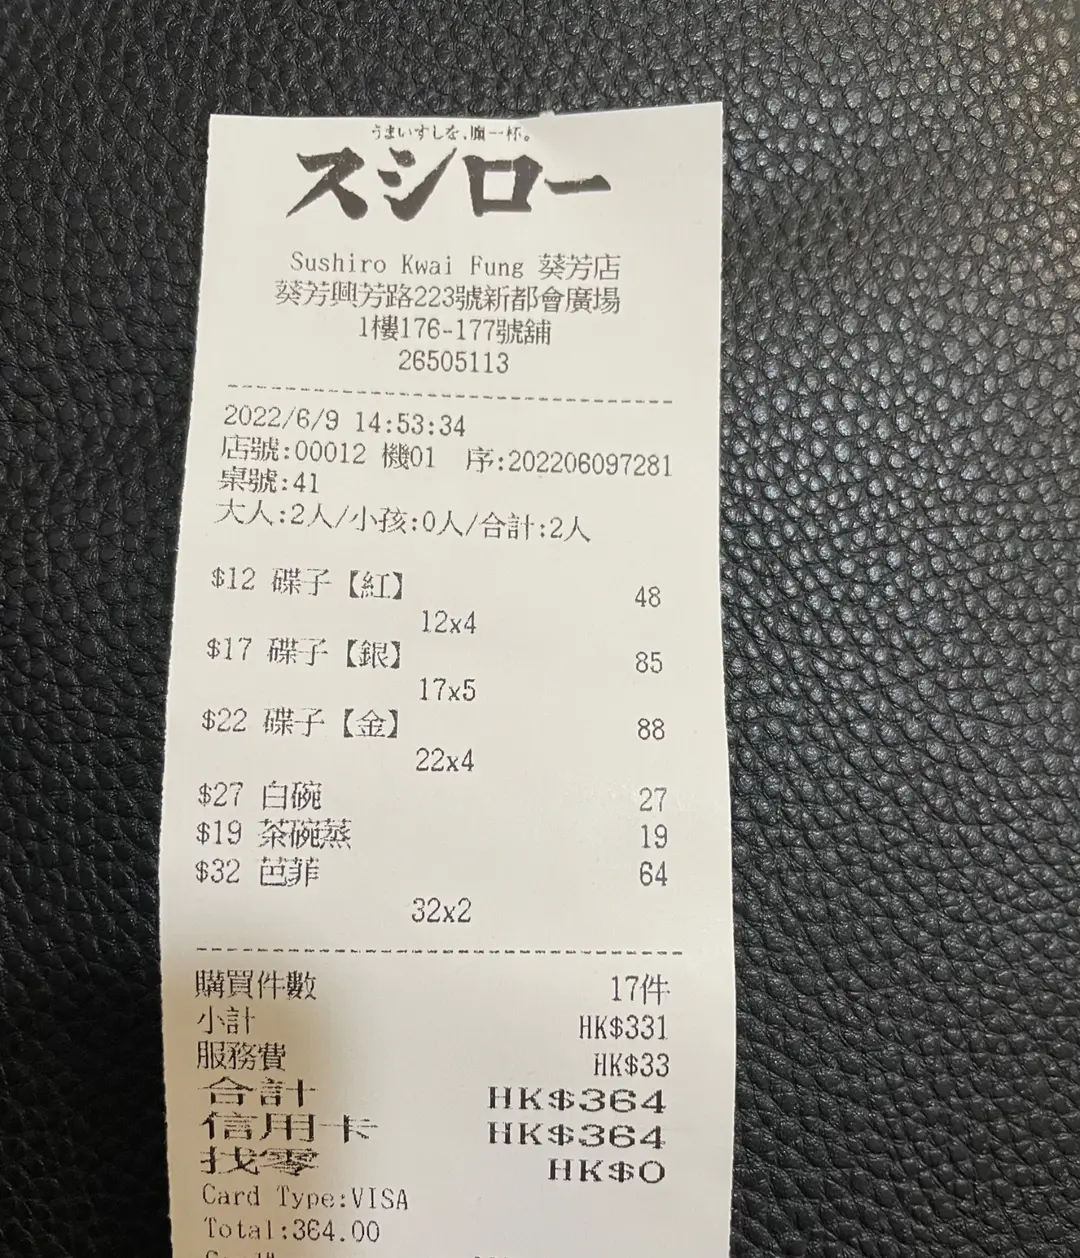 うまいすしを、腹一杯。
スシロー
Sushiro Kwai Fung 葵芳店
葵芳興芳路223號新都會廣場
1樓176-177號舖
26505113
2022/6/9 14:53:34
店號:00012 機01 序:202206097281
桌號:41
大人:2人/小孩:0人/合計:2人
$12 碟子【紅】 48
12x4
$17 碟子【銀】 85
17x5
$22 碟子【金】 88
22x4
$27 白碗 27
$19 茶碗蒸 19
$32 芭菲 64
32x2
購買件數 17件
小計 HK$331
服務費 HK$33
合計 HK$364
信用卡 HK$364
找零 HK$0
Card Type:VISA
Total:364.00